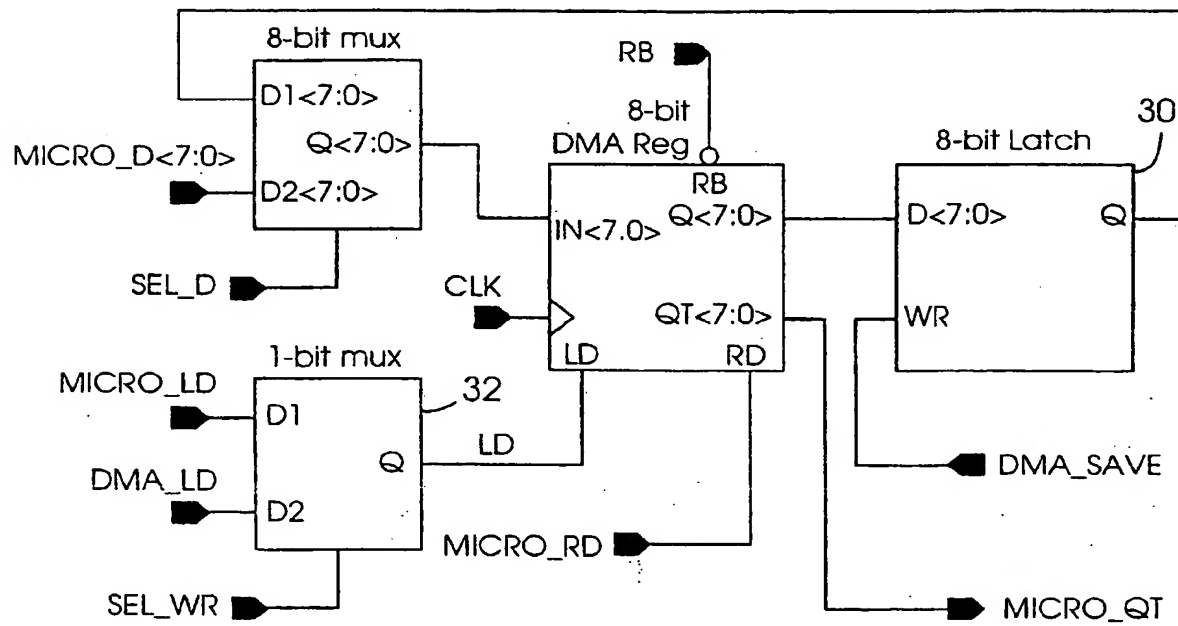 8-bit mux
D1<7:0>
Q<7:0>
D2<7:0>
MICRO_D<7:0>
SEL_D
RB
8-bit
DMA Reg
RB
IN<7.0>
Q<7:0>
QT<7:0>
CLK
LD
RD
8-bit Latch
30
D<7:0>
Q
WR
1-bit mux
32
MICRO_LD
D1
Q
LD
DMA_LD
D2
SEL_WR
MICRO_RD
DMA_SAVE
MICRO_QT